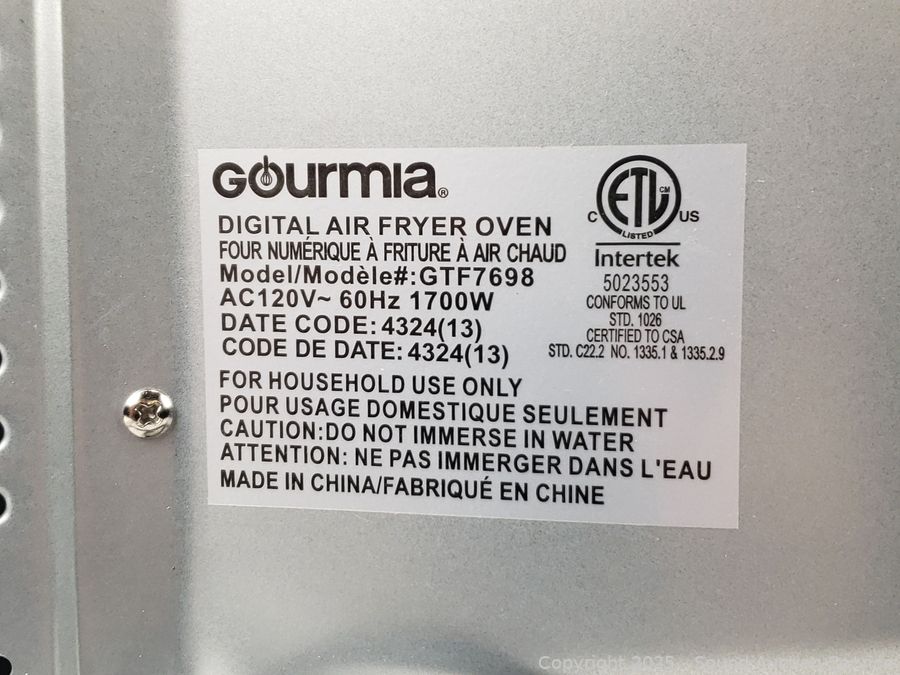 GOurmia®
DIGITAL AIR FRYER OVEN
FOUR NUMÉRIQUE À FRITURE À AIR CHAUD
Model/Modèle#:GTF7698
AC120V~ 60Hz 1700W
DATE CODE: 4324(13)
CODE DE DATE: 4324(13)
FOR HOUSEHOLD USE ONLY
POUR USAGE DOMESTIQUE SEULEMENT
CAUTION:DO NOT IMMERSE IN WATER
ATTENTION: NE PAS IMMERGER DANS L'EAU
MADE IN CHINA/FABRIQUÉ EN CHINE
ETL CM
C US
LISTED
Intertek
5023553
CONFORMS TO UL
STD. 1026
CERTIFIED TO CSA
STD. C22.2 NO. 1335.1 & 1335.2.9
Copyright 2025